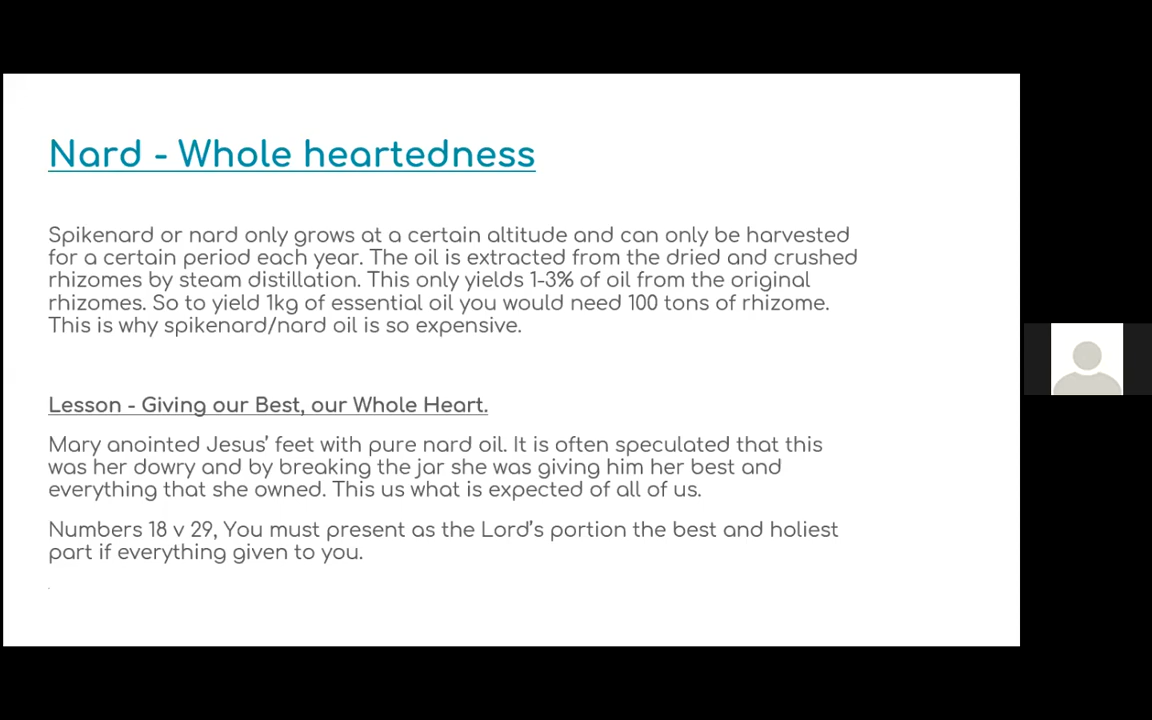 Nard - Whole heartedness
Spikenard or nard only grows at a certain altitude and can only be harvested
for a certain period each year. The oil is extracted from the dried and crushed
rhizomes by steam distillation. This only yields 1-3% of oil from the original
rhizomes. So to yield 1kg of essential oil you would need 100 tons of rhizome.
This is why spikenard/nard oil is so expensive.
Lesson - Giving our Best, our Whole Heart.
Mary anointed Jesus' feet with pure nard oil. It is often speculated that this
was her dowry and by breaking the jar she was giving him her best and
everything that she owned. This us what is expected of all of us.
Numbers 18 v 29, You must present as the Lord's portion the best and holiest
part if everything given to you.
.